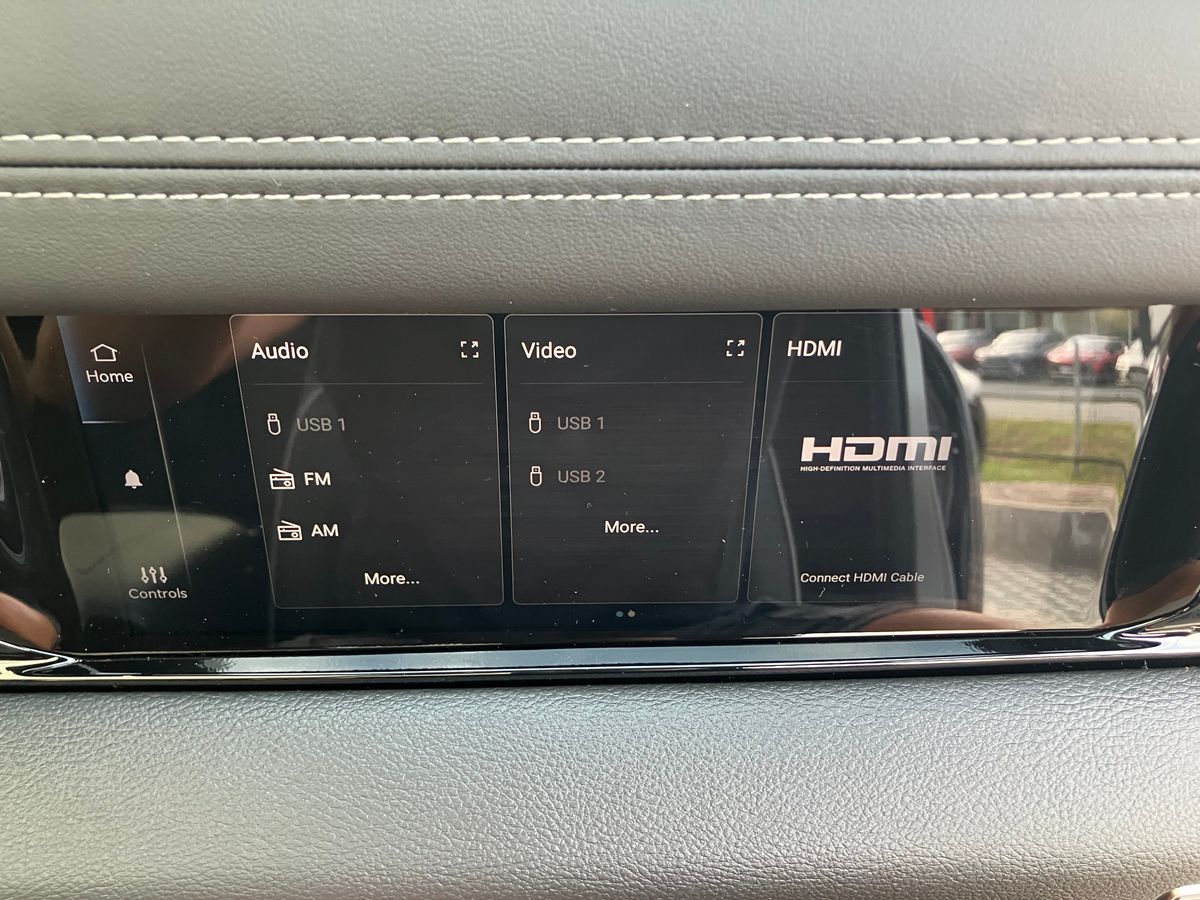 Home
Controls
Audio
USB 1
FM
AM
More...
Video
USB 1
USB 2
More...
HDMI
HDMI
HIGH-DEFINITION MULTIMEDIA INTERFACE
Connect HDMI Cable